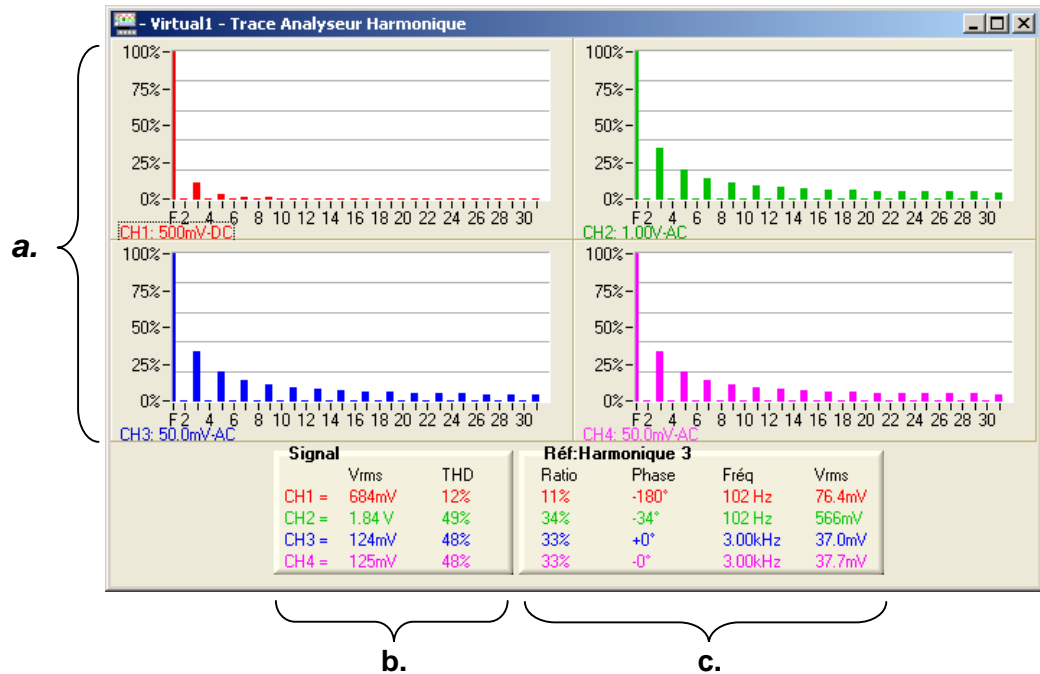 - Virtual1 - Trace Analyseur Harmonique
100%
75%
50%
25%
0%
F 2 4 6 8 10 12 14 16 18 20 22 24 26 28 30
CH1: 500mV-DC
100%
75%
50%
25%
0%
F 2 4 6 8 10 12 14 16 18 20 22 24 26 28 30
CH2: 1.00V-AC
a.
100%
75%
50%
25%
0%
F 2 4 6 8 10 12 14 16 18 20 22 24 26 28 30
CH3: 50.0mV-AC
100%
75%
50%
25%
0%
F 2 4 6 8 10 12 14 16 18 20 22 24 26 28 30
CH4: 50.0mV-AC
Signal
Vrms THD
CH1 = 684mV 12%
CH2 = 1.84 V 49%
CH3 = 124mV 48%
CH4 = 125mV 48%
Réf:Harmonique 3
Ratio Phase Fréq Vrms
11% -180° 102 Hz 76.4mV
34% -34° 102 Hz 566mV
33% +0° 3.00kHz 37.0mV
33% -0° 3.00kHz 37.7mV
b.
c.